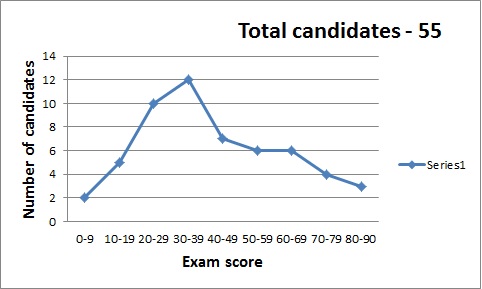 Total candidates - 55
Number of candidates
14
12
10
8
6
4
2
0
0-9 10-19 20-29 30-39 40-49 50-59 60-69 70-79 80-90
Exam score
Series1